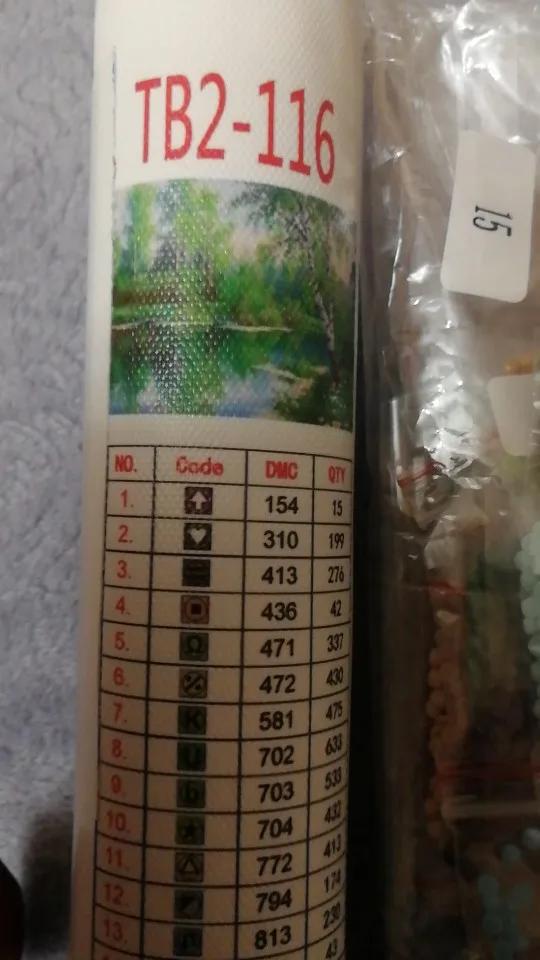 TB2-116
15
NO. Code DMC QTY
1. ⬆ 154 15
2. ♥ 310 199
3. 413 276
4. 436 42
5. Ω 471 337
6. 472 430
7. K 581 475
8. U 702 633
9. b 703 533
10. ★ 704 432
11. △ 772 413
12. 794 174
13. 813 230
43